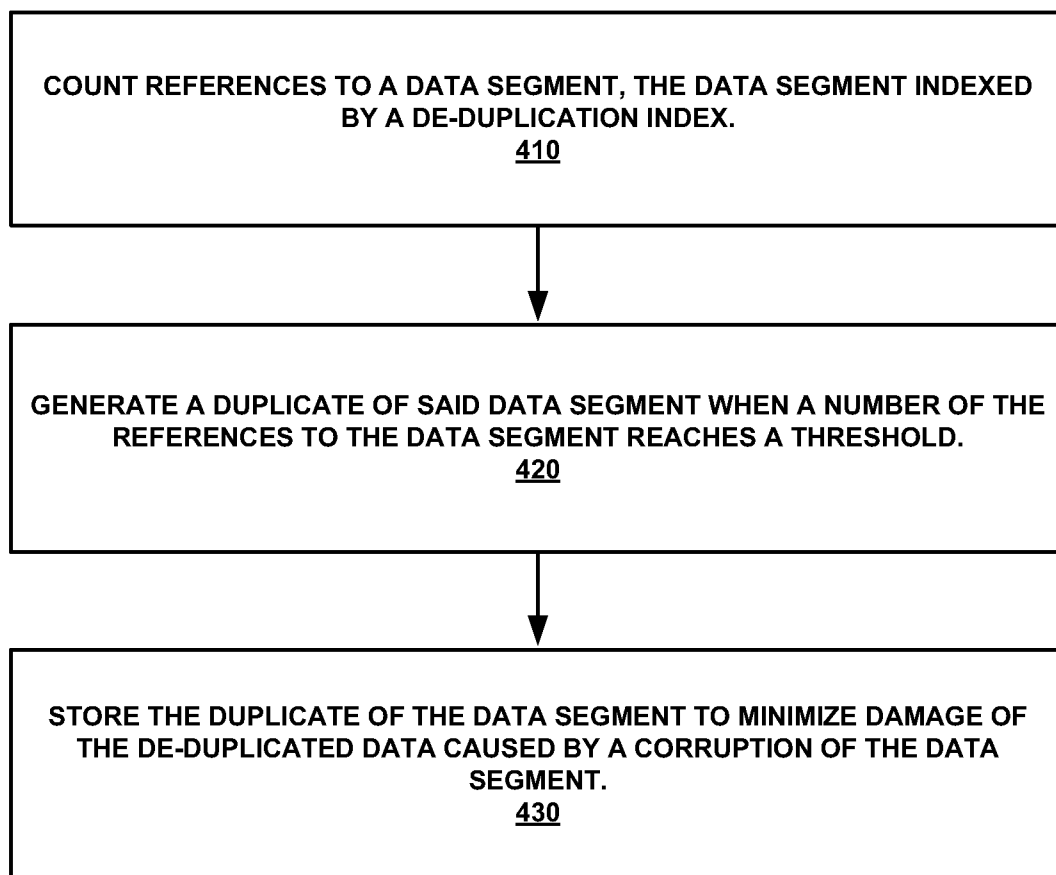 COUNT REFERENCES TO A DATA SEGMENT, THE DATA SEGMENT INDEXED
BY A DE-DUPLICATION INDEX.
410
GENERATE A DUPLICATE OF SAID DATA SEGMENT WHEN A NUMBER OF THE
REFERENCES TO THE DATA SEGMENT REACHES A THRESHOLD.
420
STORE THE DUPLICATE OF THE DATA SEGMENT TO MINIMIZE DAMAGE OF
THE DE-DUPLICATED DATA CAUSED BY A CORRUPTION OF THE DATA
SEGMENT.
430